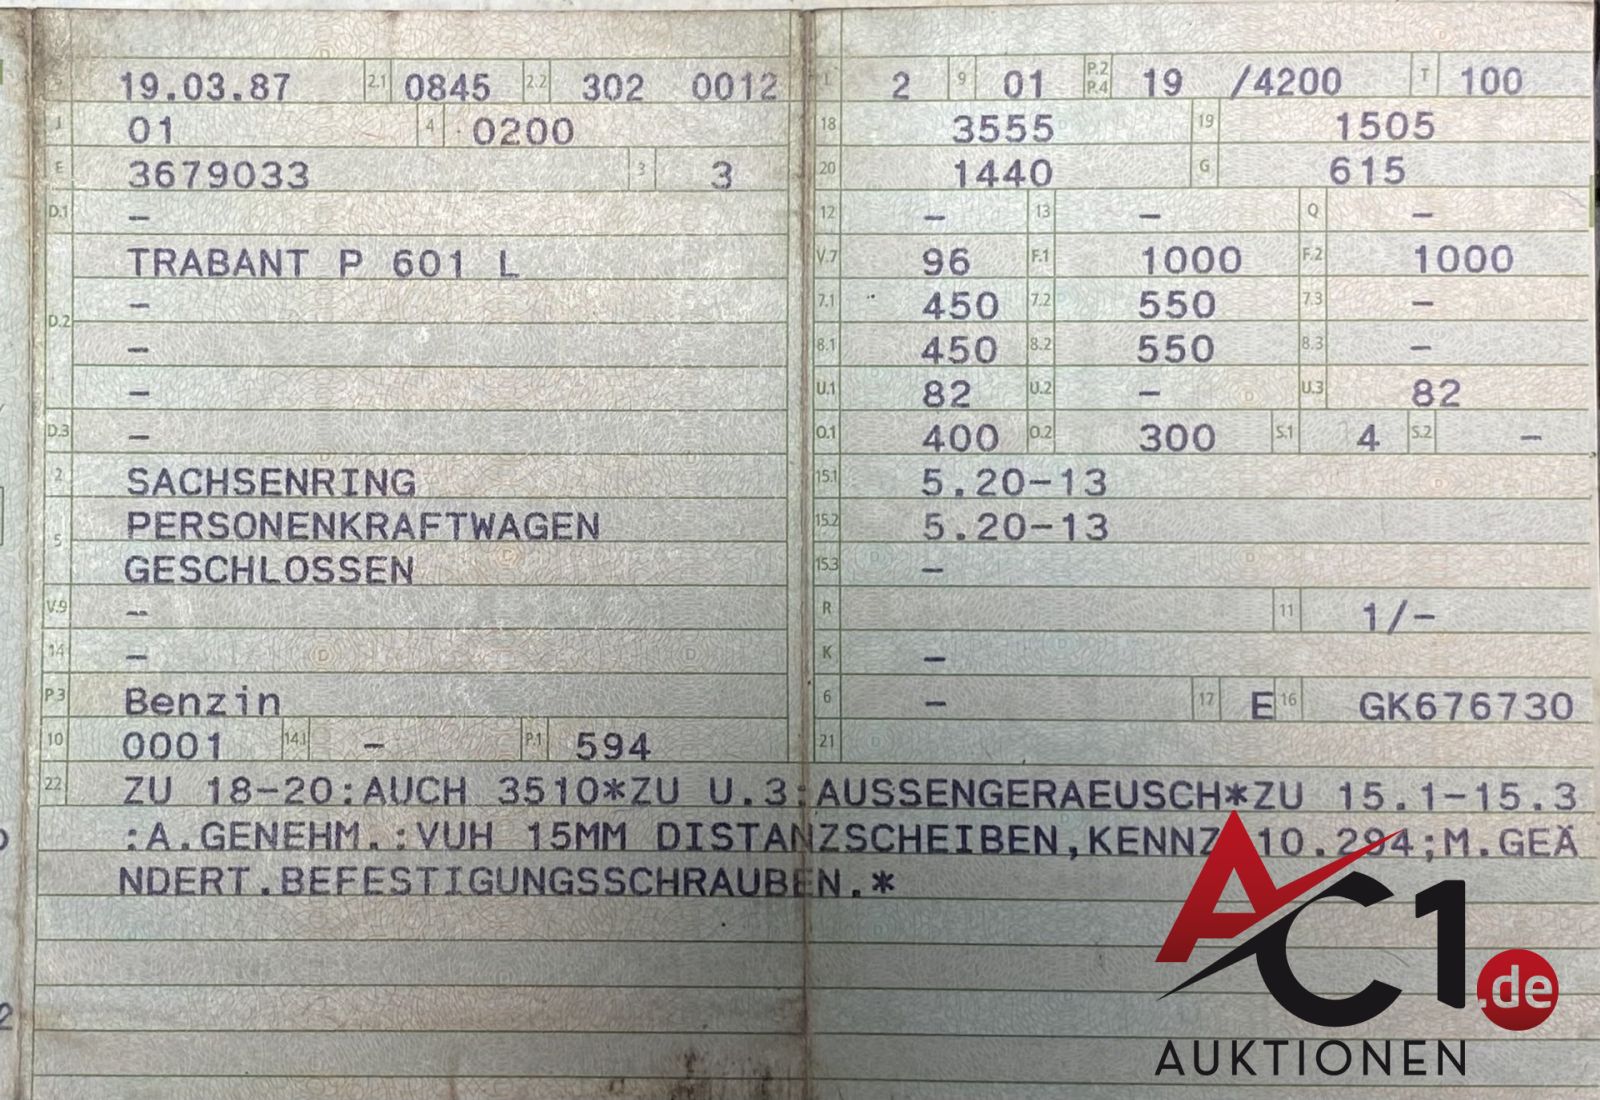 B 19.03.87 2.1 0845 2.2 302 0012
J 01 4 0200
E 3679033 3 3
D.1 –
TRABANT P 601 L
–
D.2
–
–
D.3 –
2 SACHSENRING
PERSONENKRAFTWAGEN
5
GESCHLOSSEN
V.9 –
14 –
P.3 Benzin
10 0001 14.1 – P.1 594
L 2 9 01 P.2 P.4 19 /4200 T 100
18 3555 19 1505
20 1440 G 615
12 – 13 – Q –
V.7 96 F.1 1000 F.2 1000
7.1 450 7.2 550 7.3 –
8.1 450 8.2 550 8.3 –
U.1 82 U.2 – U.3 82
O.1 400 O.2 300 S.1 4 S.2 –
15.1 5.20-13
15.2 5.20-13
15.3 –
R 11 1/–
K –
6 – 17 E 16 GK676730
21
22 ZU 18-20:AUCH 3510*ZU U.3:AUSSENGERAEUSCH*ZU 15.1-15.3
:A.GENEHM.:VUH 15MM DISTANZSCHEIBEN,KENNZ 10.294;M.GEÄ
NDERT.BEFESTIGUNGSSCHRAUBEN.*
AC1.de
AUKTIONEN